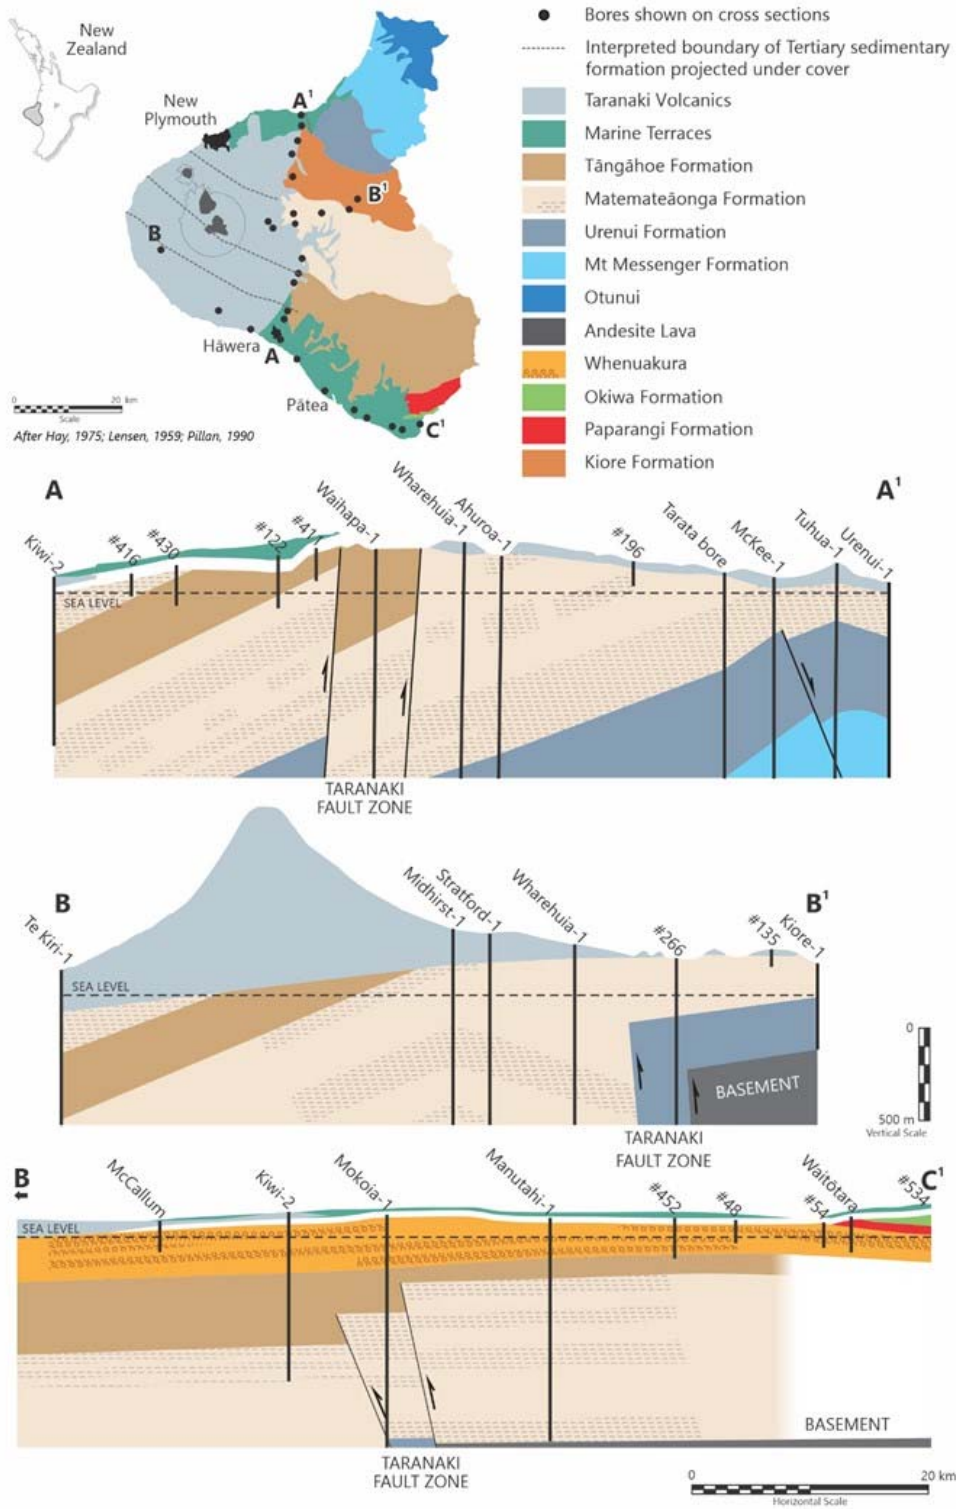 New
Zealand
New
Plymouth
A¹
B¹
B
Hāwera
A
Pātea
C¹
0 20 km
Scale
After Hay, 1975; Lensen, 1959; Pillan, 1990
Bores shown on cross sections
Interpreted boundary of Tertiary sedimentary
formation projected under cover
Taranaki Volcanics
Marine Terraces
Tāngāhoe Formation
Matemateāonga Formation
Urenui Formation
Mt Messenger Formation
Otunui
Andesite Lava
Whenuakura
Okiwa Formation
Paparangi Formation
Kiore Formation
A
A¹
Kiwi-2
#416
#430
#122
#411
Waihapa-1
Wharehuia-1
Ahuroa-1
#196
Tarata bore
McKee-1
Tuhua-1
Urenui-1
SEA LEVEL
TARANAKI
FAULT ZONE
B
B¹
Te Kiri-1
Midhirst-1
Stratford-1
Wharehuia-1
#266
#135
Kiore-1
SEA LEVEL
BASEMENT
TARANAKI
FAULT ZONE
0
500 m
Vertical Scale
B
C¹
McCallum
Kiwi-2
Mokoia-1
Manutahi-1
#452
#48
#54
Waitōtara
#534
SEA LEVEL
BASEMENT
TARANAKI
FAULT ZONE
0 20 km
Horizontal Scale